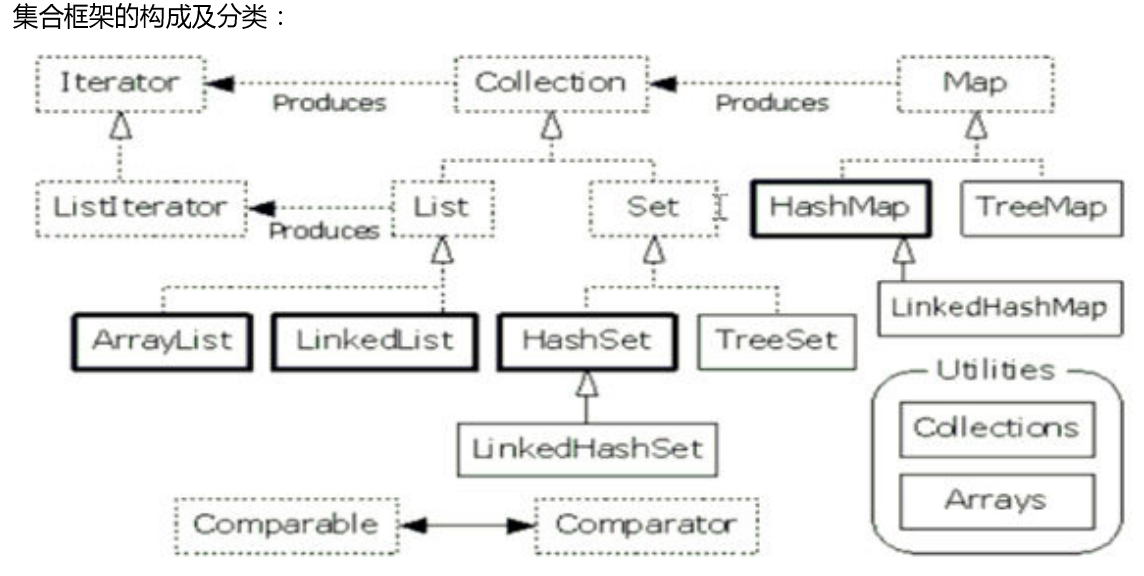 集合框架的构成及分类：
Iterator
Produces
Collection
Produces
Map
ListIterator
Produces
List
Set
HashMap
TreeMap
LinkedHashMap
ArrayList
LinkedList
HashSet
TreeSet
LinkedHashSet
Utilities
Collections
Arrays
Comparable
Comparator